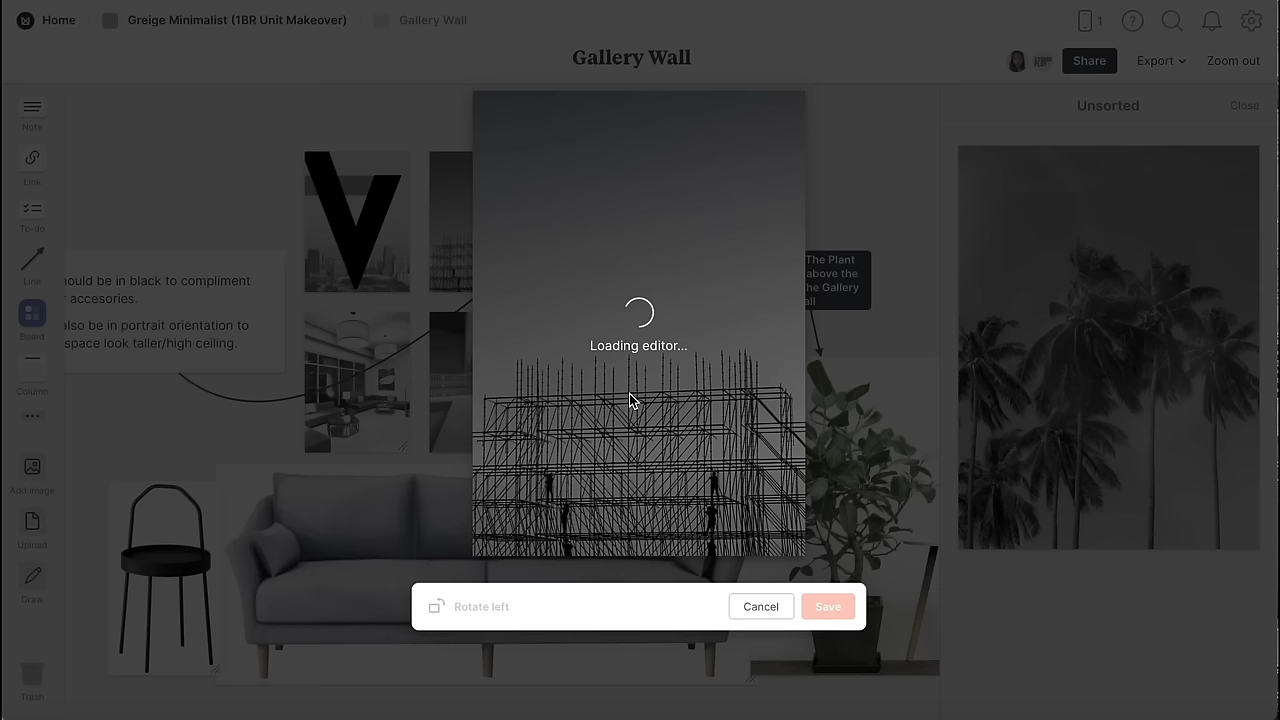 Home
Greige Minimalist (1BR Unit Makeover)
Gallery Wall
1
?
Gallery Wall
Share
Export
Zoom out
Note
Link
To-do
Line
Board
Column
Add image
Upload
Draw
Trash
hould be in black to compliment
accesories.
also be in portrait orientation to
space look taller/high ceiling.
V
Loading editor...
The Plant
above the
he Gallery
all
Unsorted
Close
Rotate left
Cancel
Save